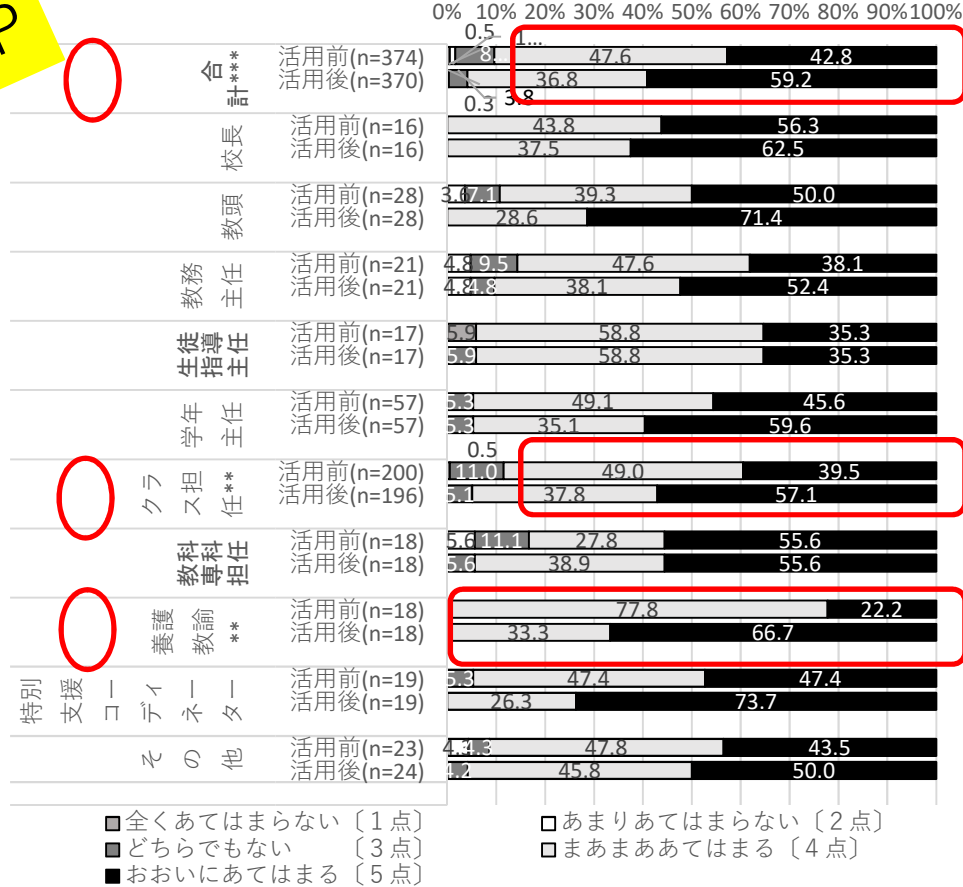 0% 10% 20% 30% 40% 50% 60% 70% 80% 90% 100%
合計***
活用前(n=374) 0.5 1... 8. 47.6 42.8
活用後(n=370) 0.3 3.8 36.8 59.2
校長
活用前(n=16) 43.8 56.3
活用後(n=16) 37.5 62.5
教頭
活用前(n=28) 3.6 7.1 39.3 50.0
活用後(n=28) 28.6 71.4
教務主任
活用前(n=21) 4.8 9.5 47.6 38.1
活用後(n=21) 4.8 4.8 38.1 52.4
生徒指導主任
活用前(n=17) 5.9 58.8 35.3
活用後(n=17) 5.9 58.8 35.3
学年主任
活用前(n=57) 5.3 49.1 45.6
活用後(n=57) 5.3 35.1 59.6
クラス担任**
活用前(n=200) 0.5 11.0 49.0 39.5
活用後(n=196) 5.1 37.8 57.1
教科専科担任
活用前(n=18) 5.6 11.1 27.8 55.6
活用後(n=18) 5.6 38.9 55.6
養護教諭**
活用前(n=18) 77.8 22.2
活用後(n=18) 33.3 66.7
特別支援コーディネーター
活用前(n=19) 5.3 47.4 47.4
活用後(n=19) 26.3 73.7
その他
活用前(n=23) 4.3 4.3 47.8 43.5
活用後(n=24) 4.2 45.8 50.0
全くあてはまらない〔1点〕
あまりあてはまらない〔2点〕
どちらでもない 〔3点〕
まあまああてはまる〔4点〕
おおいにあてはまる〔5点〕